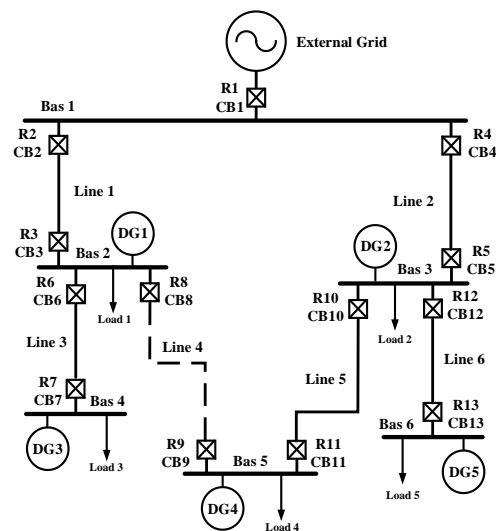 External Grid
R1
CB1
Bas 1
R2
CB2
R4
CB4
Line 1
Line 2
R3
CB3
DG1
Bas 2
DG2
R5
CB5
Bas 3
R6
CB6
R8
CB8
Load 1
R10
CB10
Load 2
R12
CB12
Line 3
Line 4
Line 5
Line 6
R7
CB7
Bas 4
R13
CB13
Bas 6
DG3
Load 3
R9
CB9
Bas 5
R11
CB11
DG4
Load 4
Load 5
DG5